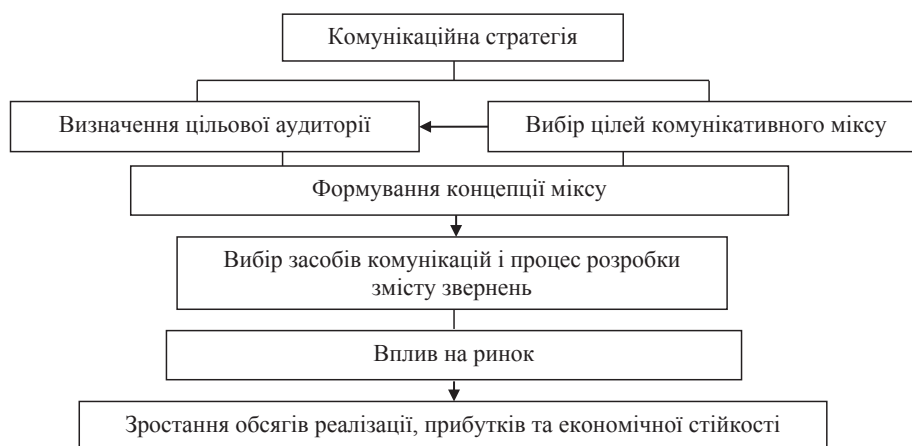 Комунікаційна стратегія
Визначення цільової аудиторії
Вибір цілей комунікативного міксу
Формування концепції міксу
Вибір засобів комунікацій і процес розробки
змісту звернень
Вплив на ринок
Зростання обсягів реалізації, прибутків та економічної стійкості